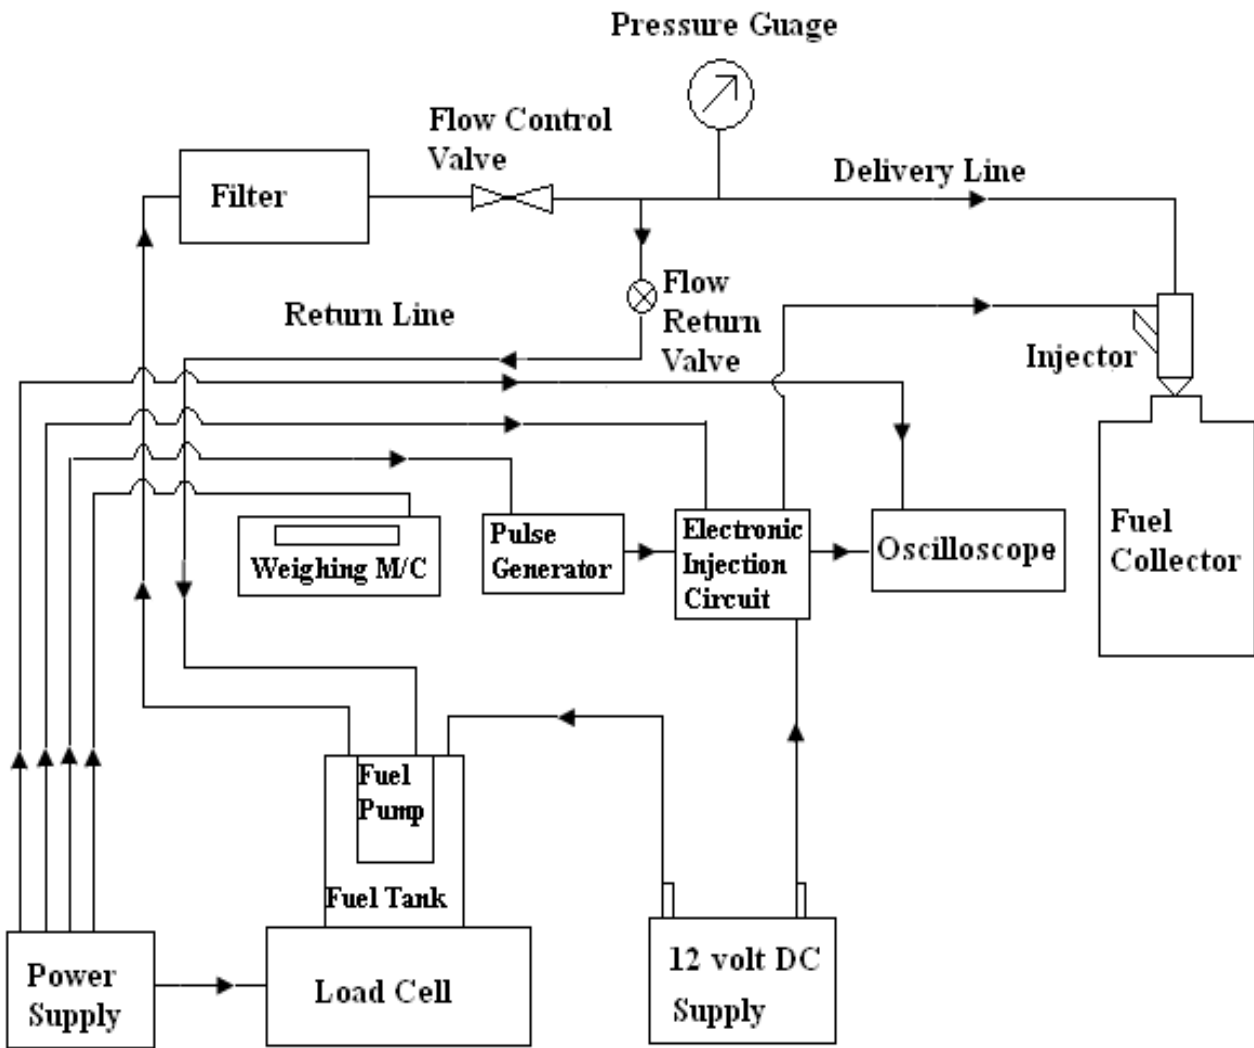 Pressure Guage
Flow Control
Valve
Delivery Line
Filter
Flow
Return
Valve
Return Line
Injector
Weighing M/C
Pulse
Generator
Electronic
Injection
Circuit
Oscilloscope
Fuel
Collector
Fuel
Pump
Fuel Tank
Power
Supply
Load Cell
12 volt DC
Supply